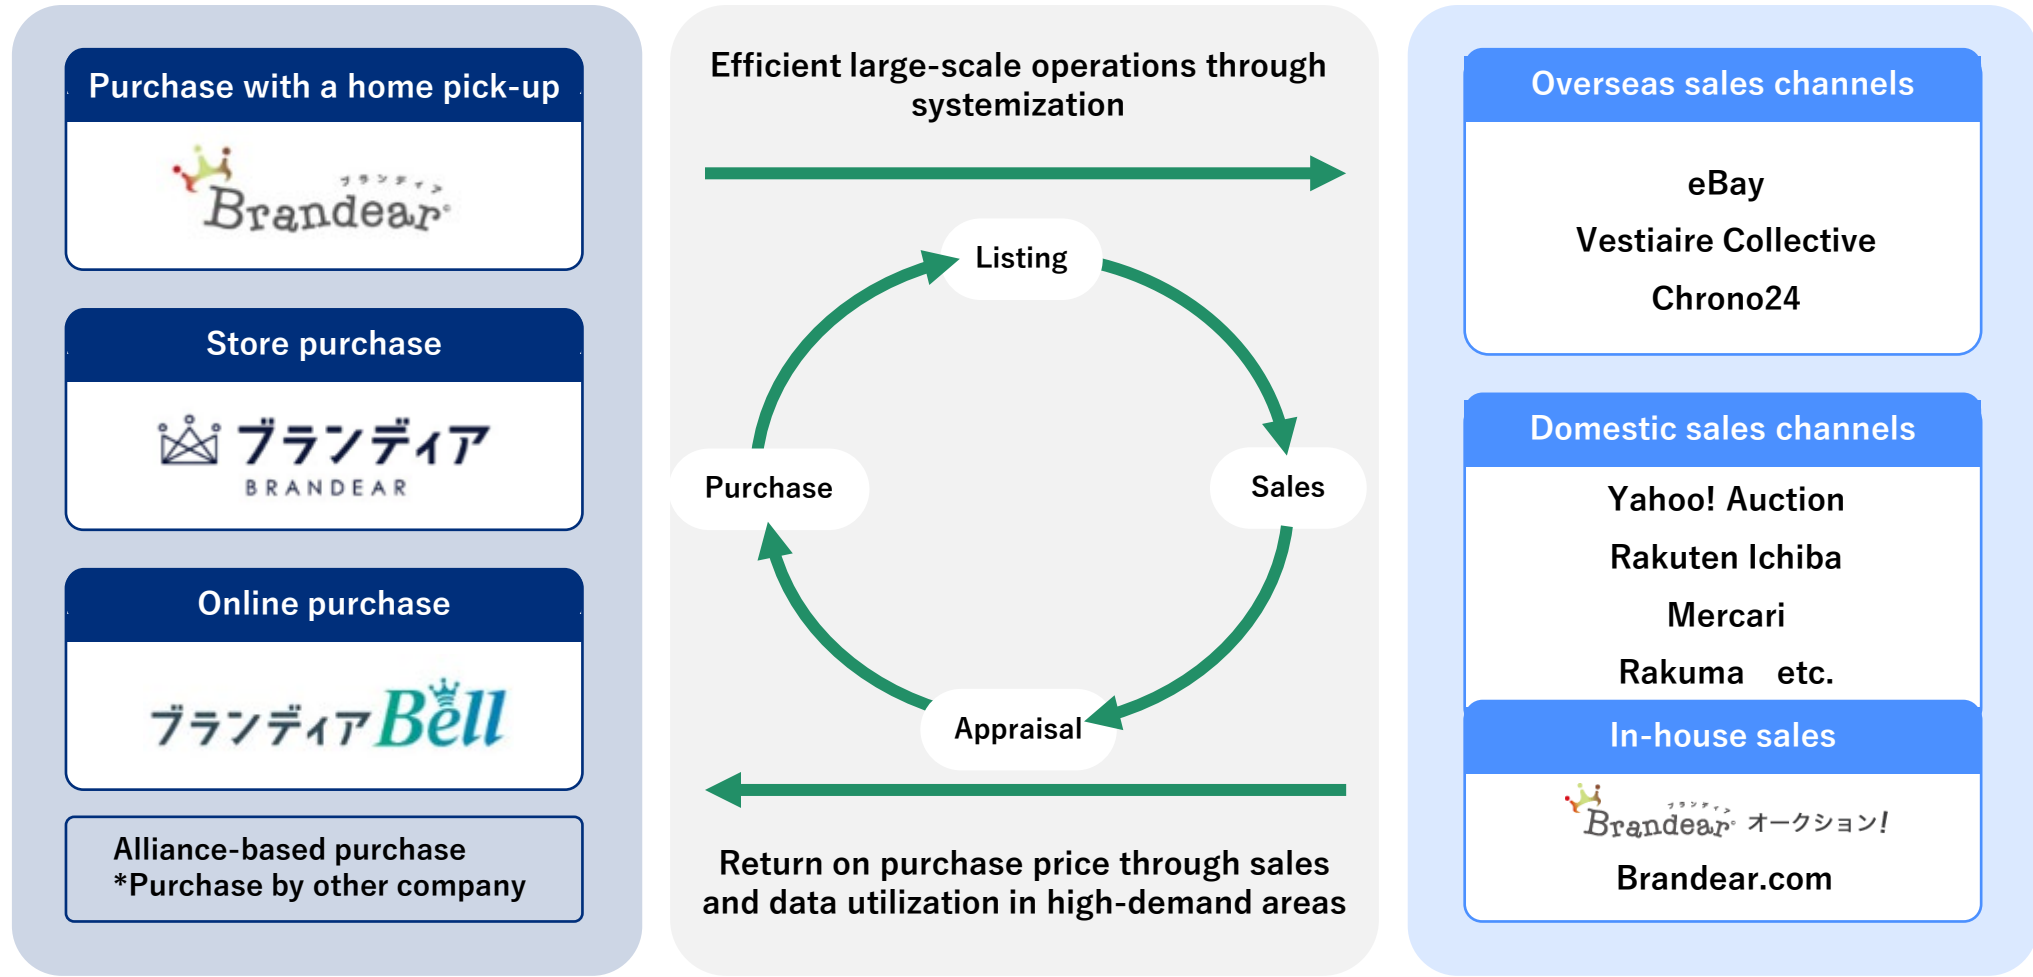 Purchase with a home pick-up
ブランディア
Brandear
Store purchase
ブランディア
BRANDEAR
Online purchase
ブランディア Bell
Alliance-based purchase
*Purchase by other company
Efficient large-scale operations through
systemization
Listing
Purchase
Sales
Appraisal
Return on purchase price through sales
and data utilization in high-demand areas
Overseas sales channels
eBay
Vestiaire Collective
Chrono24
Domestic sales channels
Yahoo! Auction
Rakuten Ichiba
Mercari
Rakuma　etc.
In-house sales
ブランディア
Brandear オークション!
Brandear.com